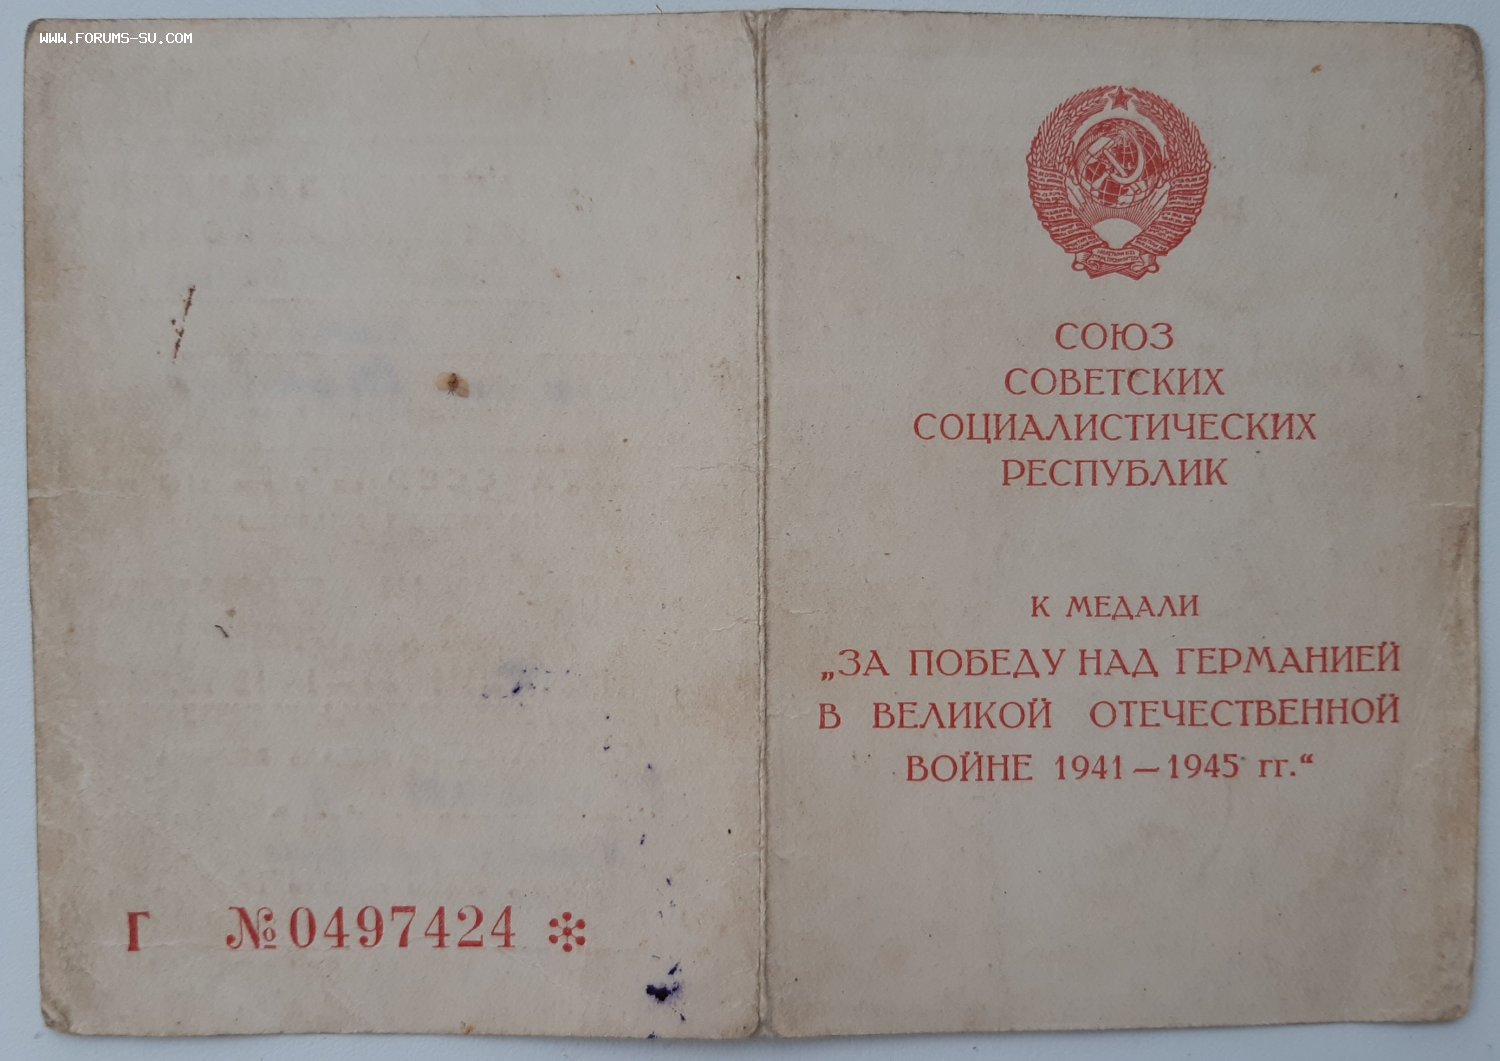 www.forums-su.com
Г №0497424
СОЮЗ
СОВЕТСКИХ
СОЦИАЛИСТИЧЕСКИХ
РЕСПУБЛИК
К МЕДАЛИ
„ЗА ПОБЕДУ НАД ГЕРМАНИЕЙ
В ВЕЛИКОЙ ОТЕЧЕСТВЕННОЙ
ВОЙНЕ 1941—1945 гг.“